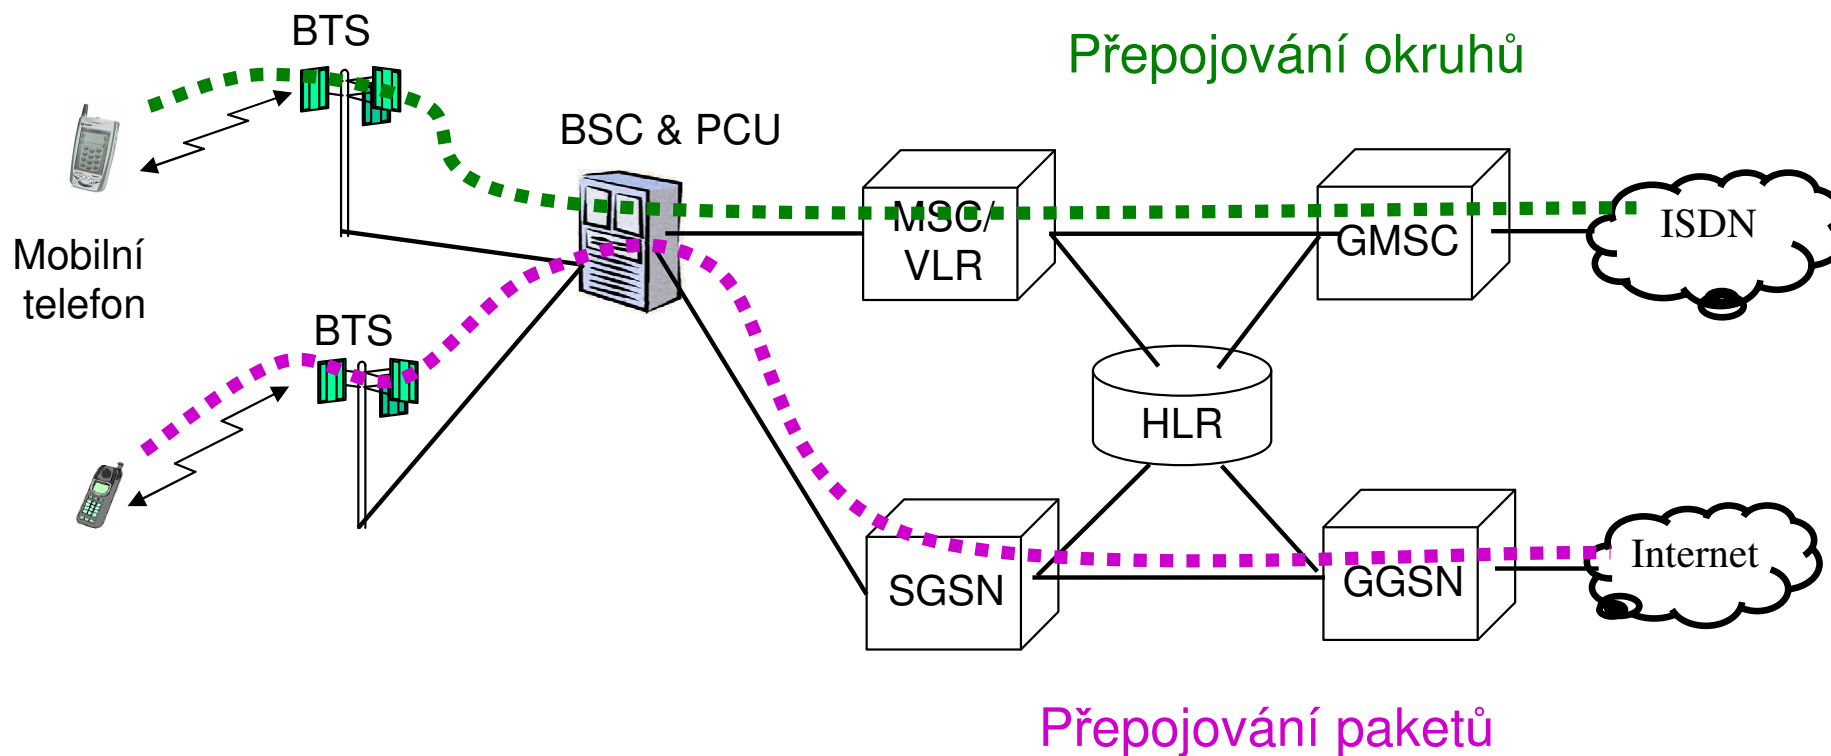 BTS
Přepojování okruhů
BSC & PCU
MSC/
VLR
GMSC
ISDN
Mobilní
telefon
BTS
HLR
SGSN
GGSN
Internet
Přepojování paketů